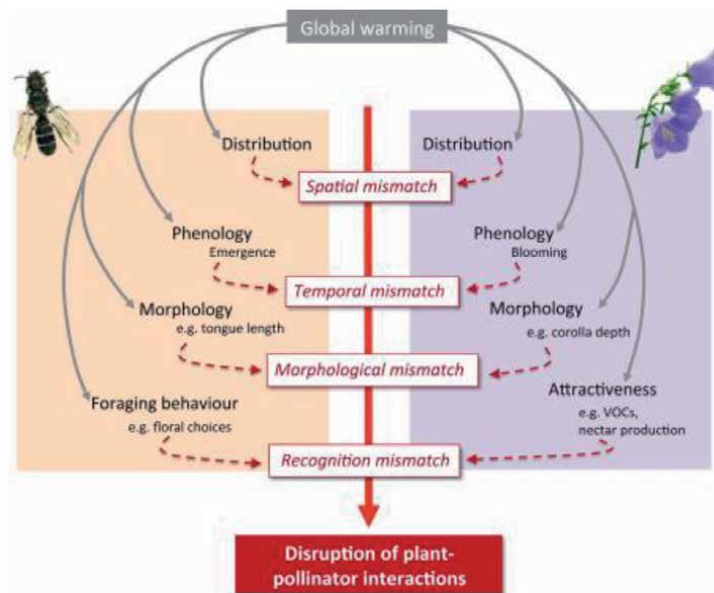 Global warming
Distribution
Distribution
Spatial mismatch
Phenology
Emergence
Phenology
Blooming
Temporal mismatch
Morphology
e.g. tongue length
Morphology
e.g. corolla depth
Morphological mismatch
Foraging behaviour
e.g. floral choices
Attractiveness
e.g. VOCs,
nectar production
Recognition mismatch
Disruption of plant-
pollinator interactions